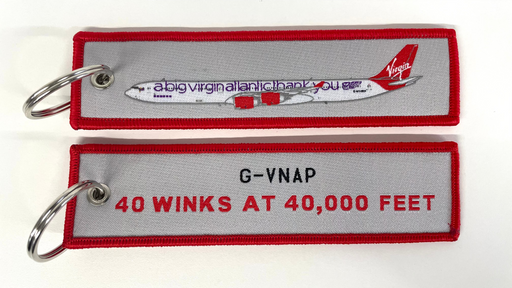 abigvirginatlanticthankyou
Virgin
G-VNAP
40 WINKS AT 40,000 FEET